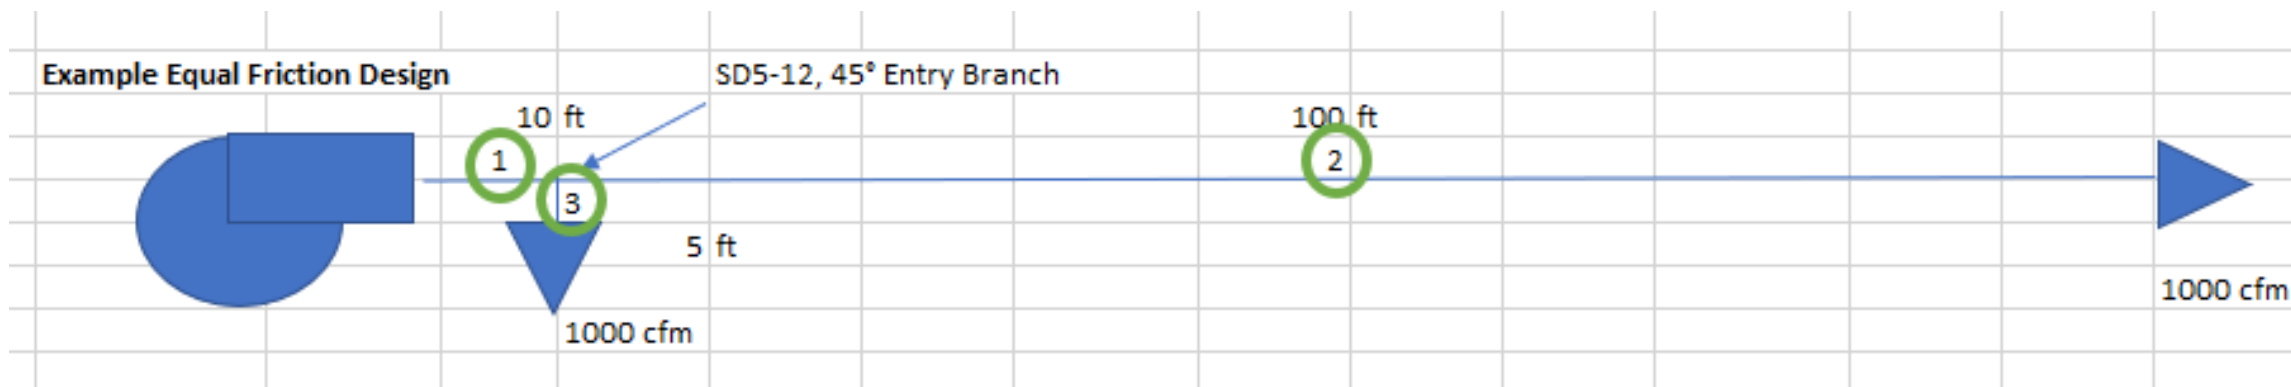 Example Equal Friction Design
SD5-12, 45° Entry Branch
10 ft
100 ft
1
2
3
5 ft
1000 cfm
1000 cfm